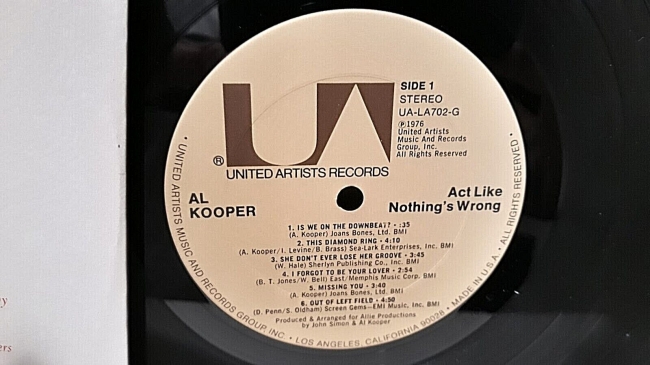 UA
®
UNITED ARTISTS RECORDS
SIDE 1
STEREO
UA-LA702-G
℗1976
United Artists
Music And Records
Group, Inc.
All Rights Reserved
AL
KOOPER
Act Like
Nothing's Wrong
1. IS WE ON THE DOWNBEAT? - :35
(A. Kooper) Joans Bones, Ltd. BMI
2. THIS DIAMOND RING - 4:10
(A. Kooper/I. Levine/B. Brass) Sea-Lark Enterprises, Inc. BMI
3. SHE DON'T EVER LOSE HER GROOVE - 3:45
(W. Hale) Sherlyn Publishing Co., Inc. BMI
4. I FORGOT TO BE YOUR LOVER - 2:54
(B. T. Jones/W. Bell) East/Memphis Music Corp. BMI
5. MISSING YOU - 3:40
(A. Kooper) Joans Bones, Ltd. BMI
6. OUT OF LEFT FIELD - 4:50
(D. Penn/S. Oldham) Screen Gems-EMI Music, Inc. BMI
Produced & Arranged for Allie Productions
by John Simon & Al Kooper
• UNITED ARTISTS MUSIC AND RECORDS GROUP, INC. • LOS ANGELES, CALIFORNIA 90028 • MADE IN U.S.A. • ALL RIGHTS RESERVED •
y
ers